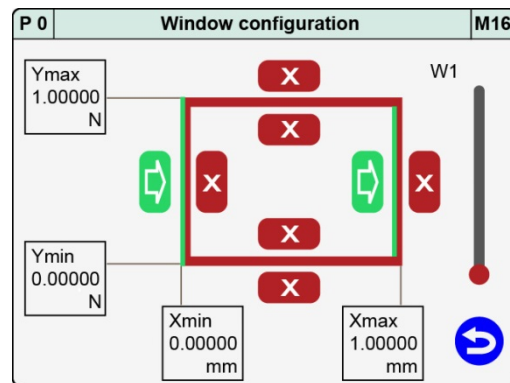 P 0
Window configuration
M16
Ymax
1.00000
N
W1
X
X
X
X
Ymin
0.00000
N
X
X
Xmin
0.00000
mm
Xmax
1.00000
mm